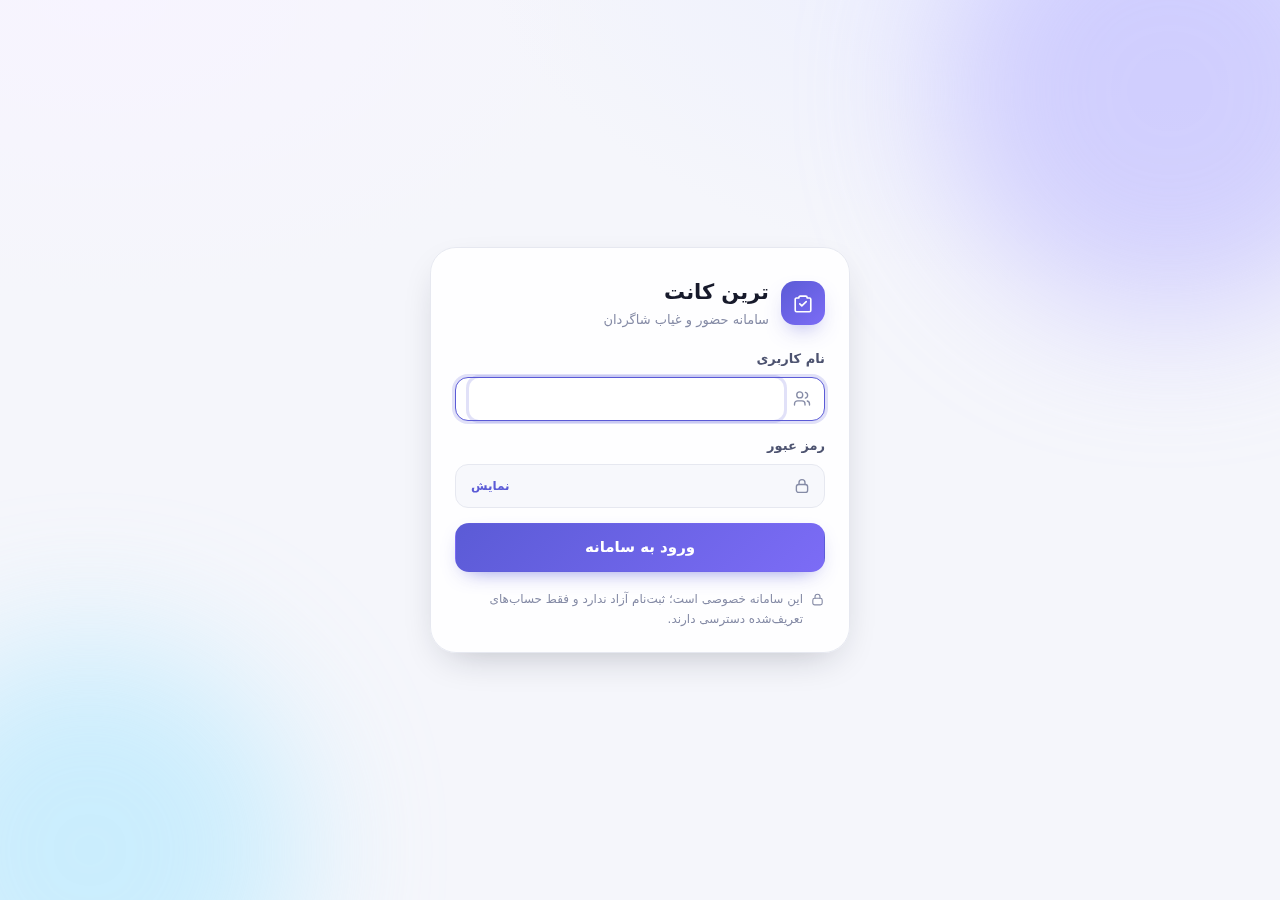 ترین کانت
سامانه حضور و غیاب شاگردان
نام کاربری
رمز عبور
نمایش
ورود به سامانه
این سامانه خصوصی است؛ ثبت‌نام آزاد ندارد و فقط حساب‌های
تعریف‌شده دسترسی دارند.